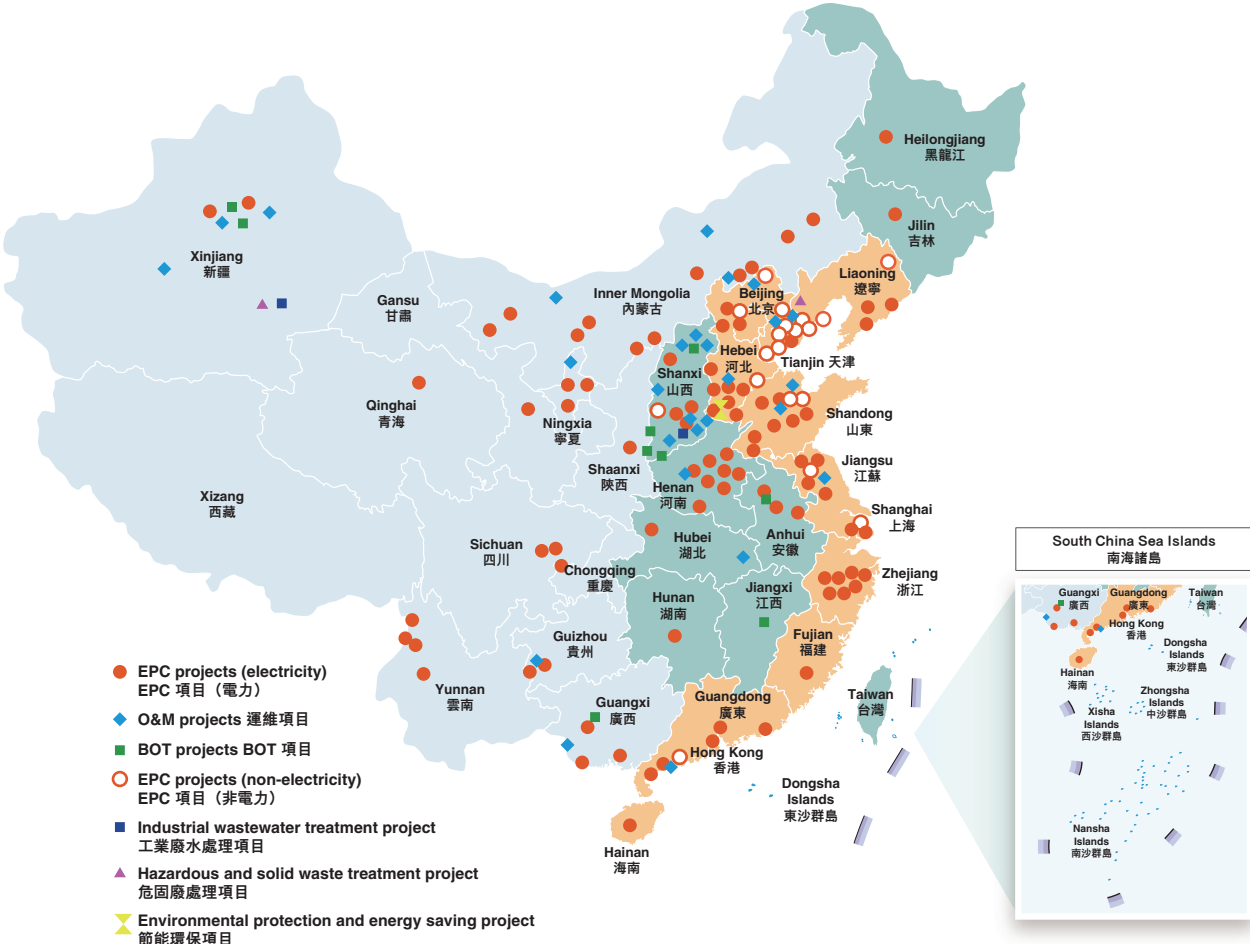 Heilongjiang
黑龍江
Jilin
吉林
Liaoning
遼寧
Xinjiang
新疆
Gansu
甘肅
Inner Mongolia
內蒙古
Beijing
北京
Tianjin 天津
Hebei
河北
Shanxi
山西
Qinghai
青海
Ningxia
寧夏
Shandong
山東
Shaanxi
陝西
Henan
河南
Jiangsu
江蘇
Xizang
西藏
Shanghai
上海
Anhui
安徽
Hubei
湖北
Sichuan
四川
Chongqing
重慶
Zhejiang
浙江
Hunan
湖南
Jiangxi
江西
Guizhou
貴州
Fujian
福建
Yunnan
雲南
Guangxi
廣西
Guangdong
廣東
Taiwan
台灣
Hong Kong
香港
Dongsha
Islands
東沙群島
Hainan
海南
EPC projects (electricity)
EPC 項目（電力）
O&M projects 運維項目
BOT projects BOT 項目
EPC projects (non-electricity)
EPC 項目（非電力）
Industrial wastewater treatment project
工業廢水處理項目
Hazardous and solid waste treatment project
危固廢處理項目
Environmental protection and energy saving project
節能環保項目
South China Sea Islands
南海諸島
Guangxi
廣西
Guangdong
廣東
Taiwan
台灣
Hong Kong
香港
Dongsha
Islands
東沙群島
Hainan
海南
Zhongsha
Islands
中沙群島
Xisha
Islands
西沙群島
Nansha
Islands
南沙群島